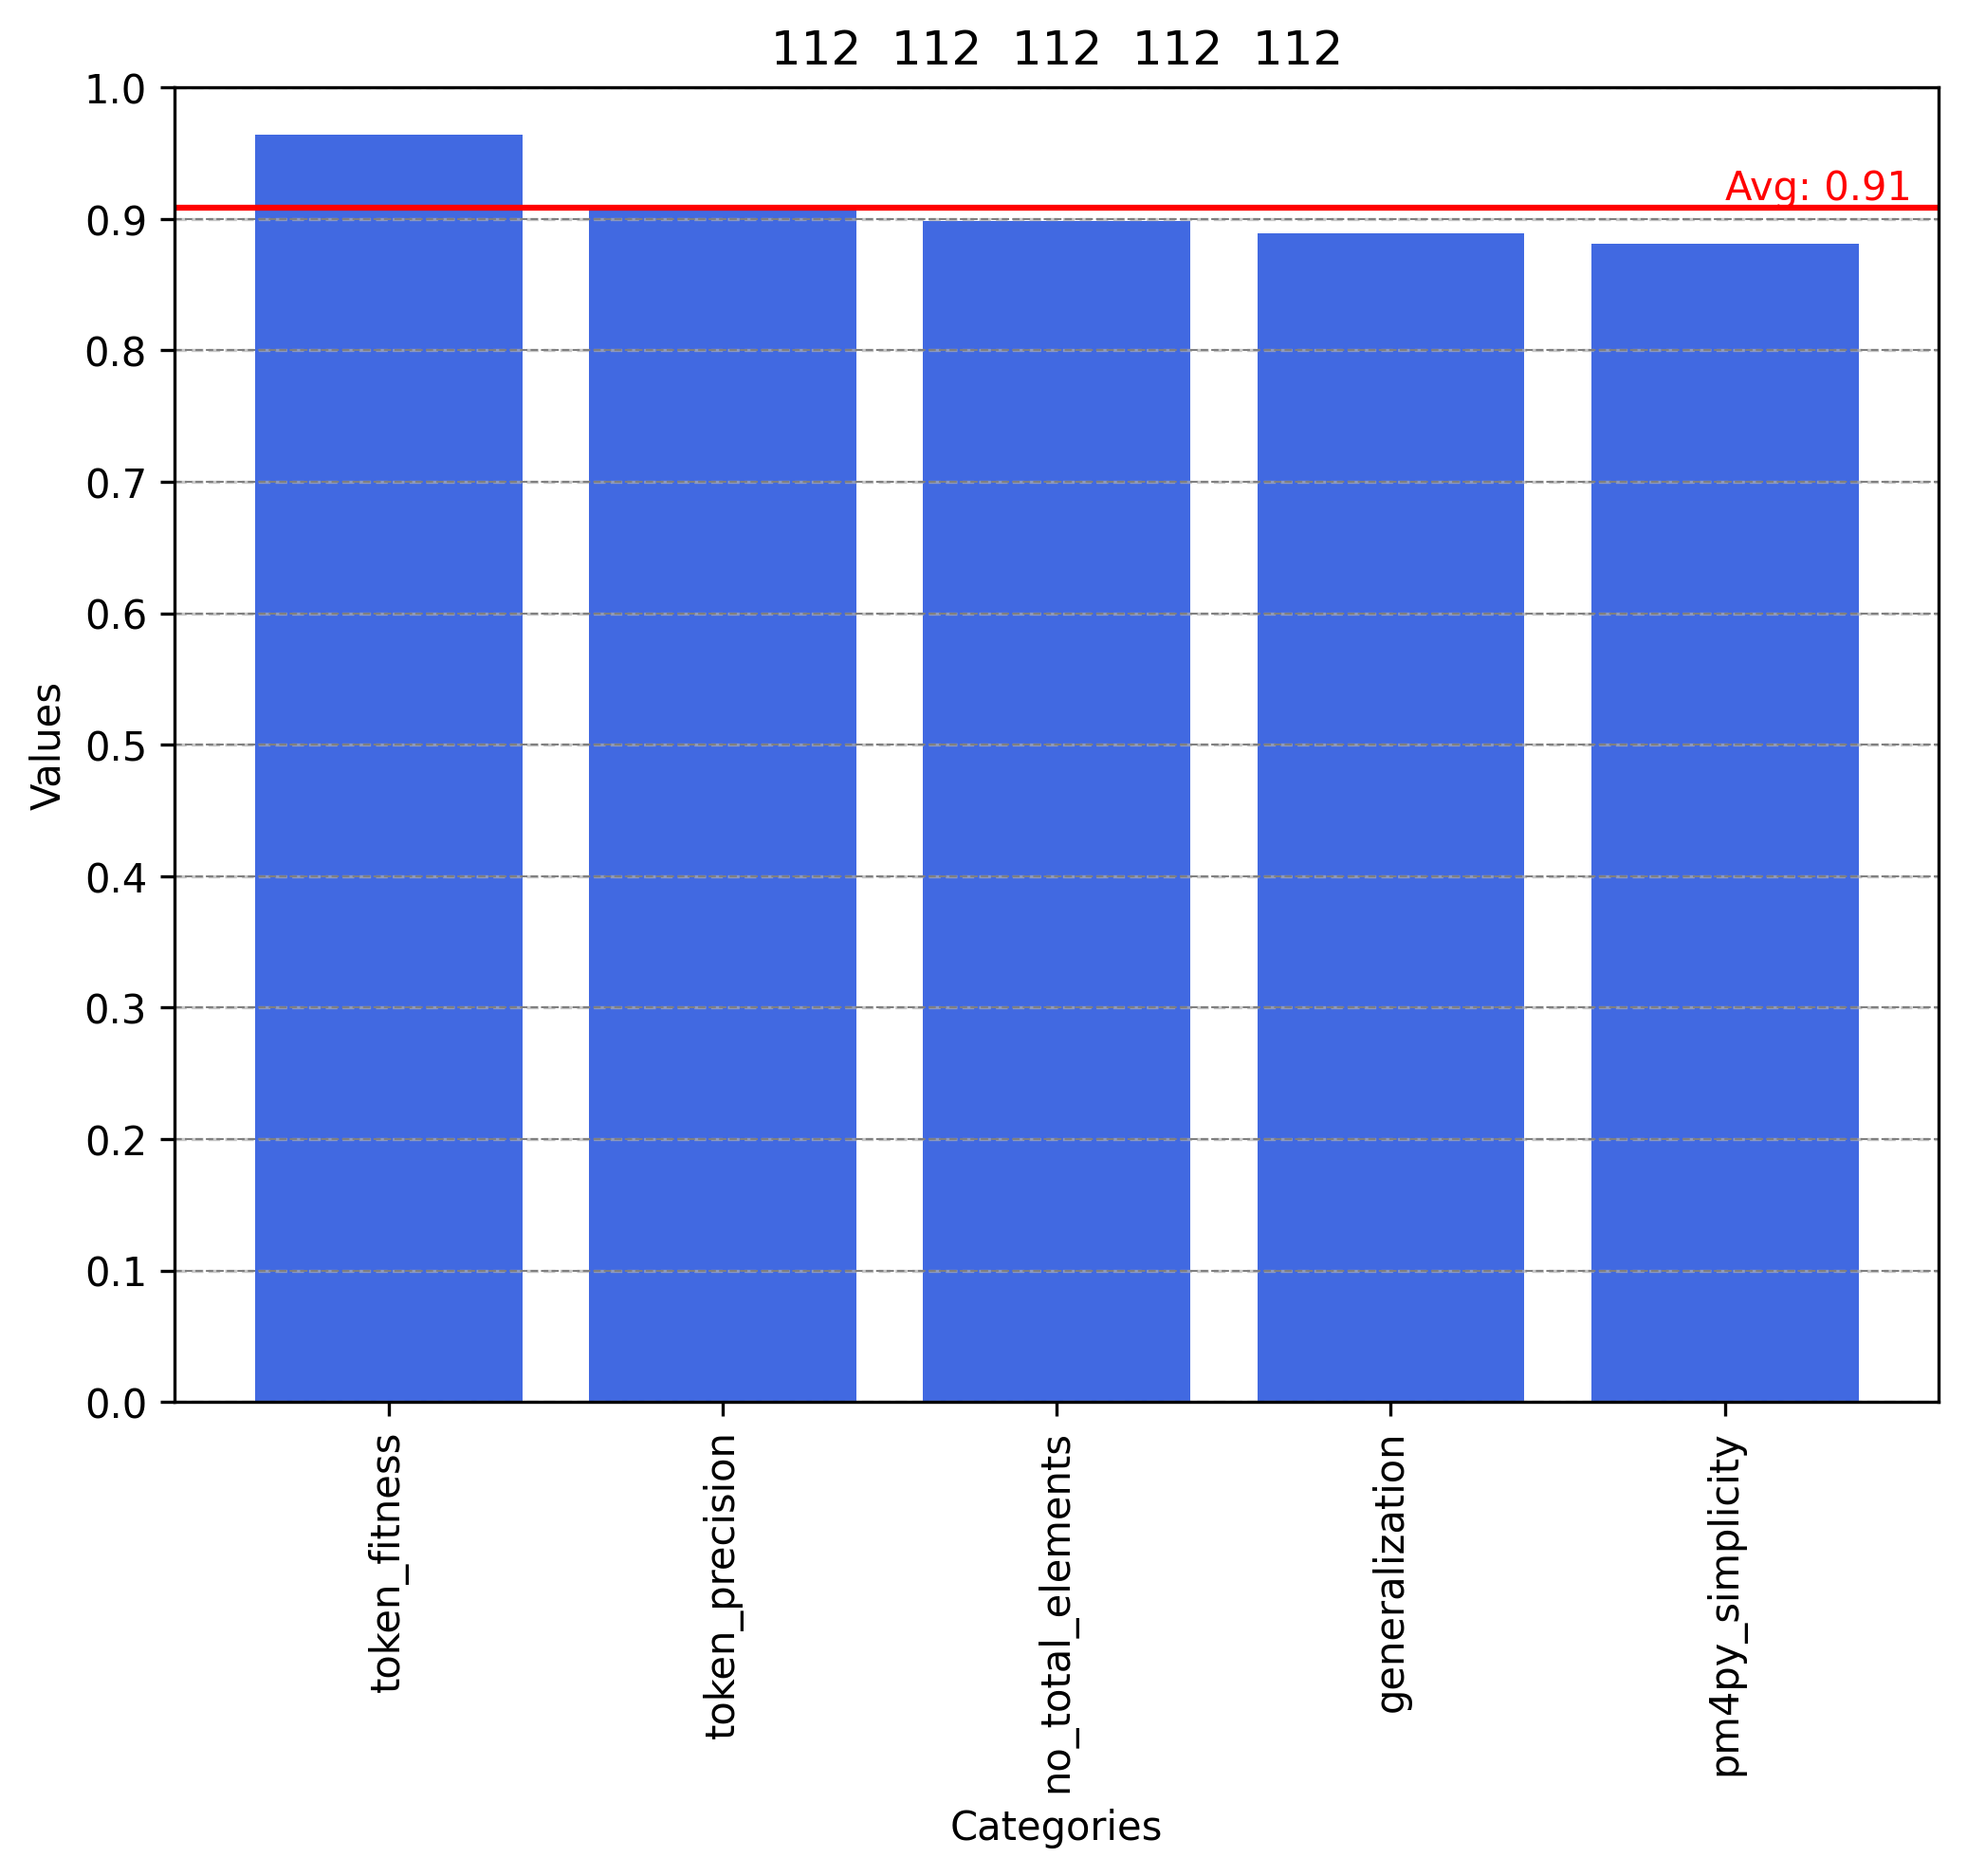 112  112  112  112  112
1.0
0.9
0.8
0.7
0.6
0.5
0.4
0.3
0.2
0.1
0.0
Values
Avg: 0.91
token_fitness
token_precision
no_total_elements
generalization
pm4py_simplicity
Categories